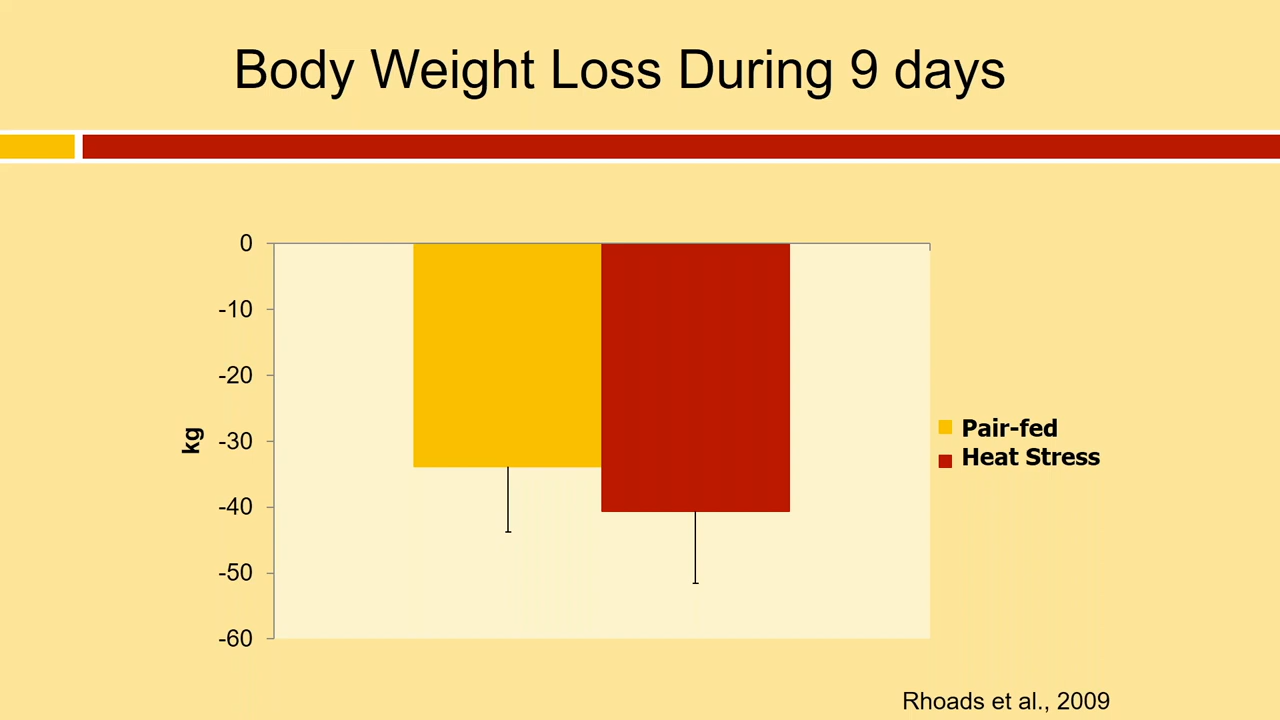 Body Weight Loss During 9 days
0
-10
-20
-30
-40
-50
-60
kg
Pair-fed
Heat Stress
Rhoads et al., 2009